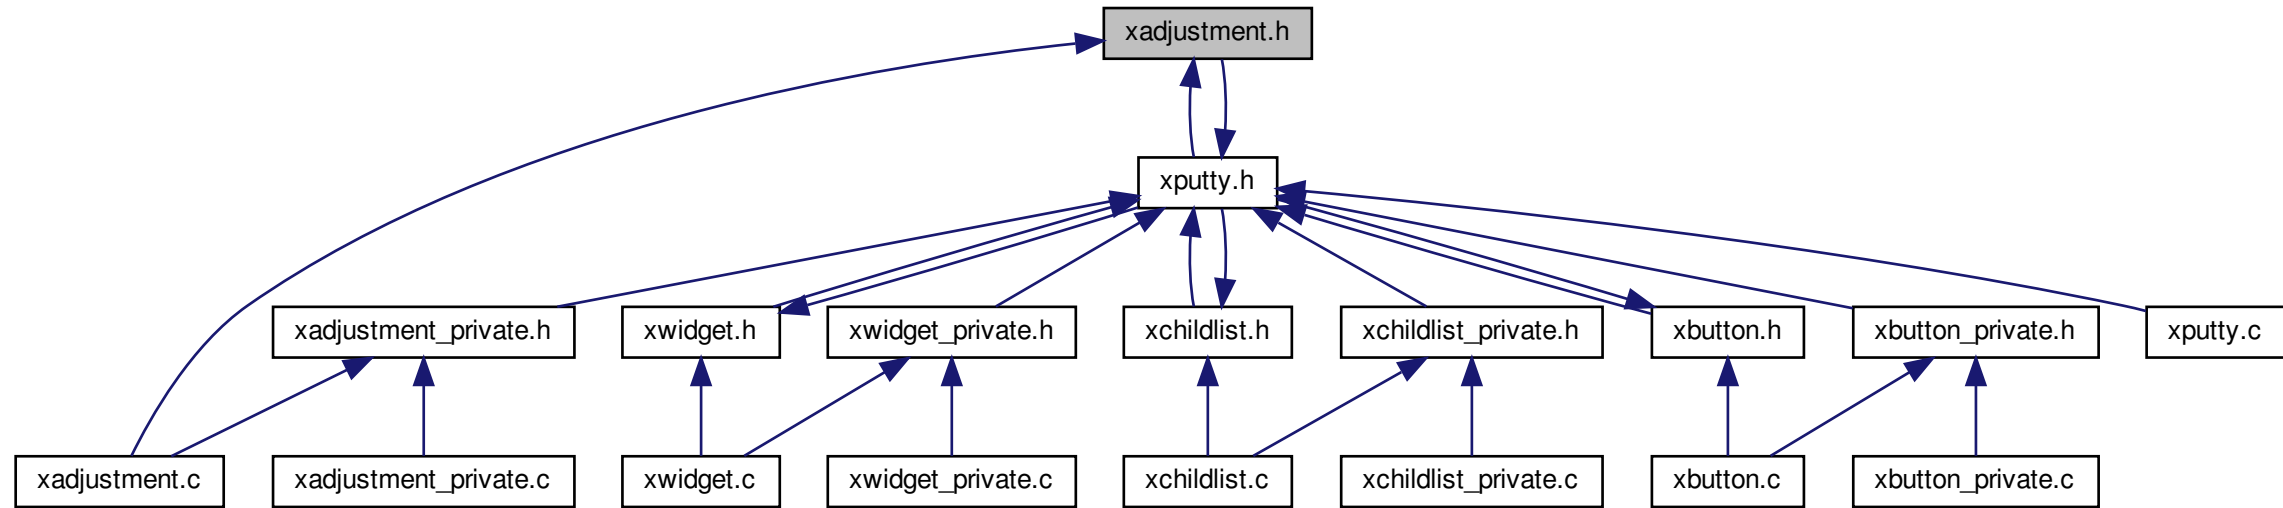 xadjustment.h
xputty.h
xadjustment_private.h
xwidget.h
xwidget_private.h
xchildlist.h
xchildlist_private.h
xbutton.h
xbutton_private.h
xputty.c
xadjustment.c
xadjustment_private.c
xwidget.c
xwidget_private.c
xchildlist.c
xchildlist_private.c
xbutton.c
xbutton_private.c